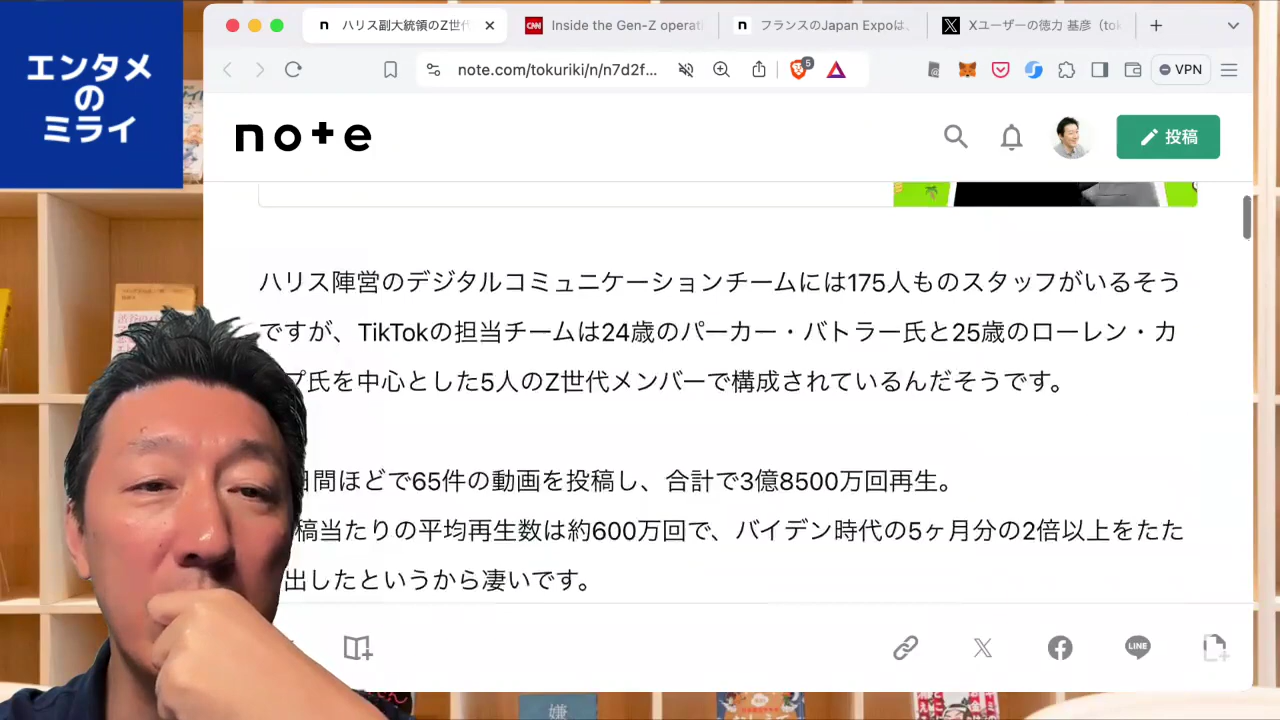 エンタメ
の
ミライ
ハリス副大統領のZ世代
Inside the Gen-Z operati
フランスのJapan Expoは、
Xユーザーの徳力 基彦（tok
note.com/tokuriki/n/n7d2f...
5
VPN
note
投稿
ハリス陣営のデジタルコミュニケーションチームには175人ものスタッフがいるそう
ですが、TikTokの担当チームは24歳のパーカー・バトラー氏と25歳のローレン・カ
プ氏を中心とした5人のZ世代メンバーで構成されているんだそうです。
日間ほどで65件の動画を投稿し、合計で3億8500万回再生。
稿当たりの平均再生数は約600万回で、バイデン時代の5ヶ月分の2倍以上をたた
出したというから凄いです。
LINE
嫌